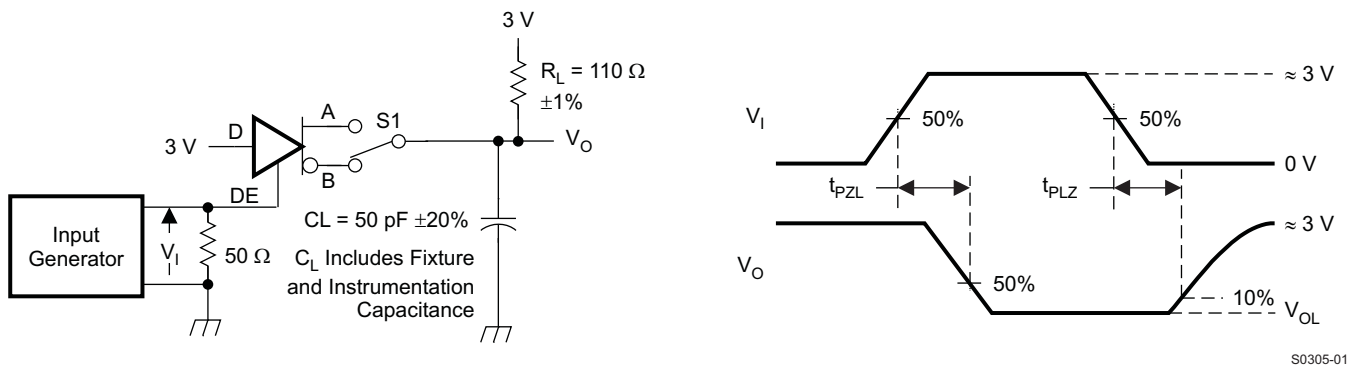 3 V
R_L = 110 Ω
±1%
A
S1
V_O
D
3 V
B
DE
CL = 50 pF ±20%
Input
Generator
V_I
50 Ω
C_L Includes Fixture
and Instrumentation
Capacitance
≈ 3 V
V_I
50%
50%
0 V
t_PZL
t_PLZ
≈ 3 V
V_O
50%
10%
V_OL
S0305-01